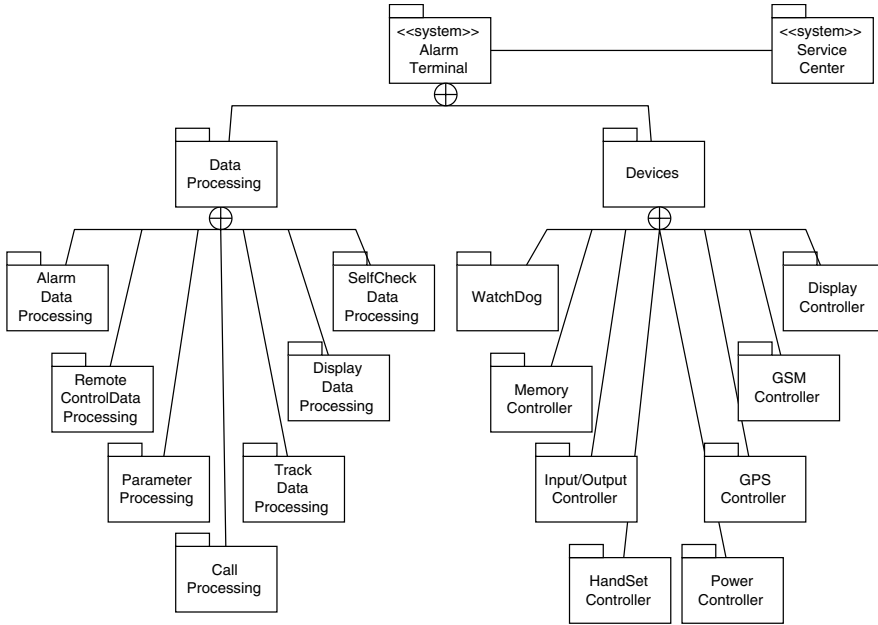 <<system>>
Alarm
Terminal
<<system>>
Service
Center
Data
Processing
Devices
Alarm
Data
Processing
SelfCheck
Data
Processing
WatchDog
Display
Controller
Remote
ControlData
Processing
Display
Data
Processing
Memory
Controller
GSM
Controller
Parameter
Processing
Track
Data
Processing
Input/Output
Controller
GPS
Controller
Call
Processing
HandSet
Controller
Power
Controller